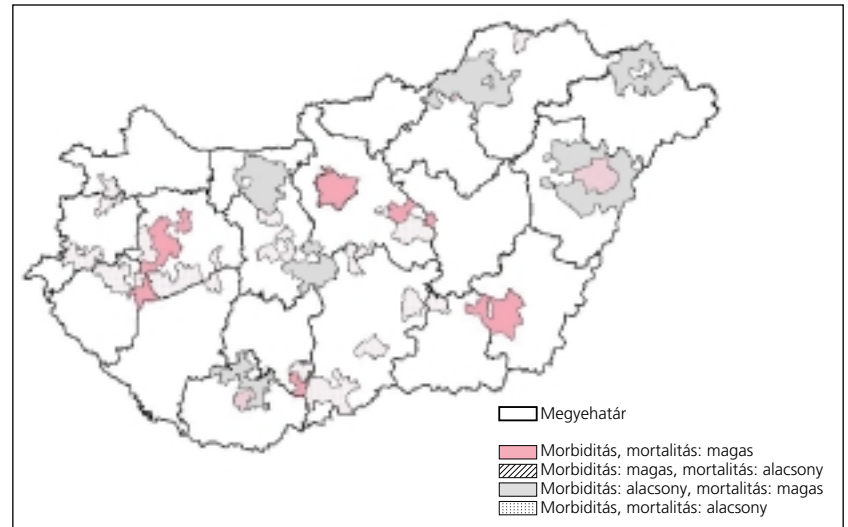 Megyehatár
Morbiditás, mortalitás: magas
Morbiditás: magas, mortalitás: alacsony
Morbiditás: alacsony, mortalitás: magas
Morbiditás, mortalitás: alacsony